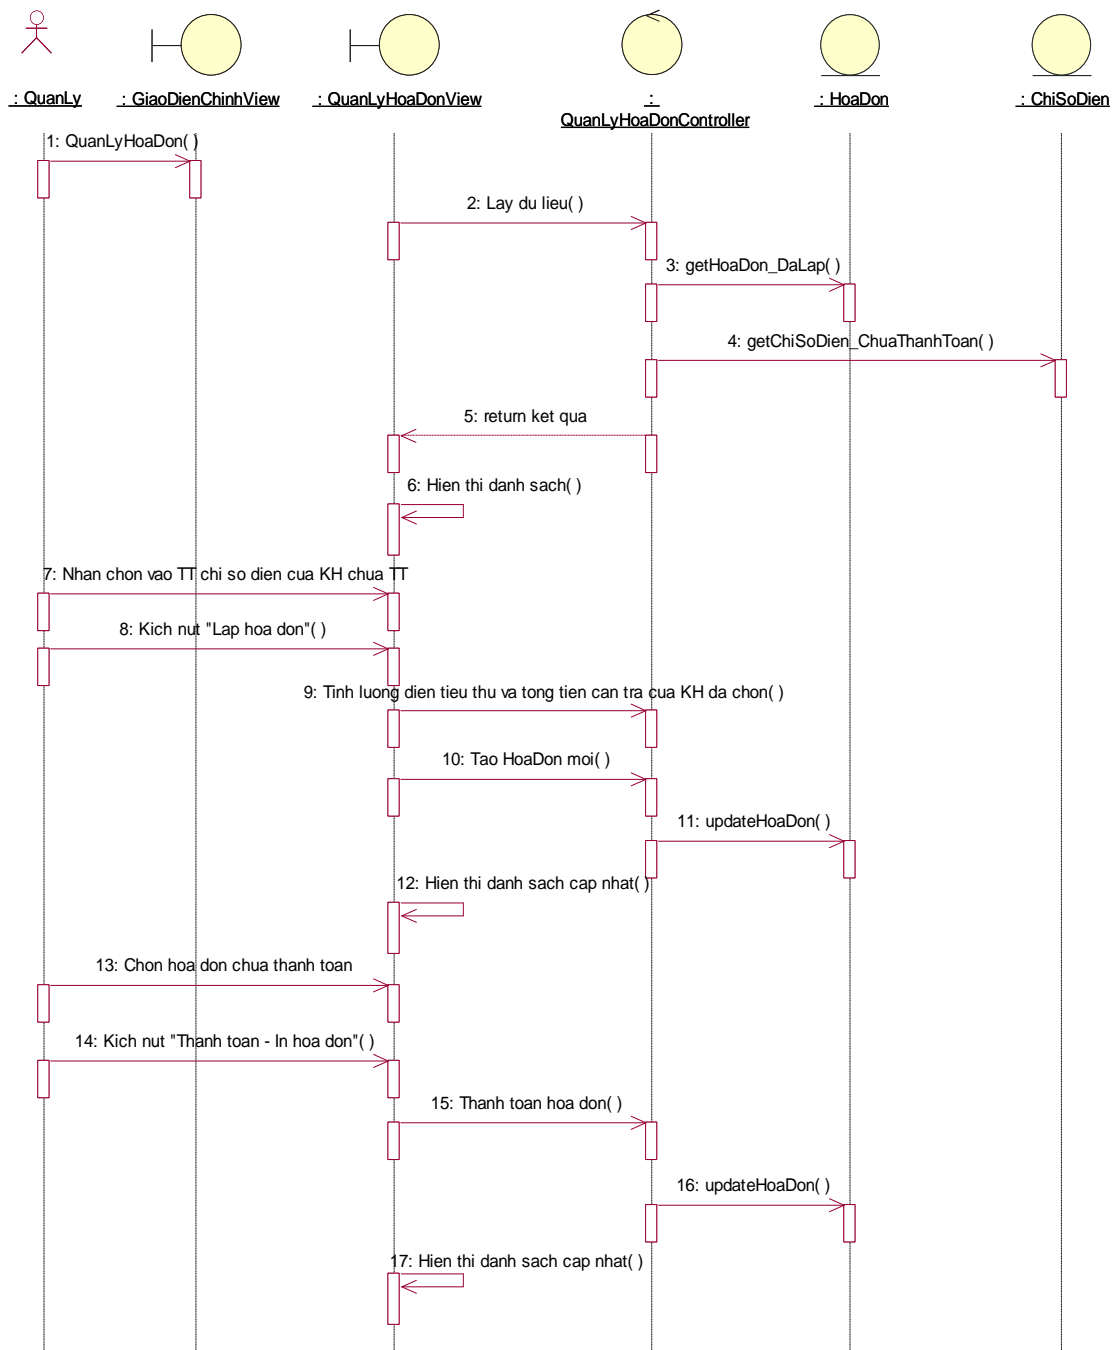 : QuanLy
: GiaoDienChinhView
: QuanLyHoaDonView
:
QuanLyHoaDonController
: HoaDon
: ChiSoDien
1: QuanLyHoaDon( )
2: Lay du lieu( )
3: getHoaDon_DaLap( )
4: getChiSoDien_ChuaThanhToan( )
5: return ket qua
6: Hien thi danh sach( )
7: Nhan chon vao TT chi so dien cua KH chua TT
8: Kich nut "Lap hoa don"( )
9: Tinh luong dien tieu thu va tong tien can tra cua KH da chon( )
10: Tao HoaDon moi( )
11: updateHoaDon( )
12: Hien thi danh sach cap nhat( )
13: Chon hoa don chua thanh toan
14: Kich nut "Thanh toan - In hoa don"( )
15: Thanh toan hoa don( )
16: updateHoaDon( )
17: Hien thi danh sach cap nhat( )